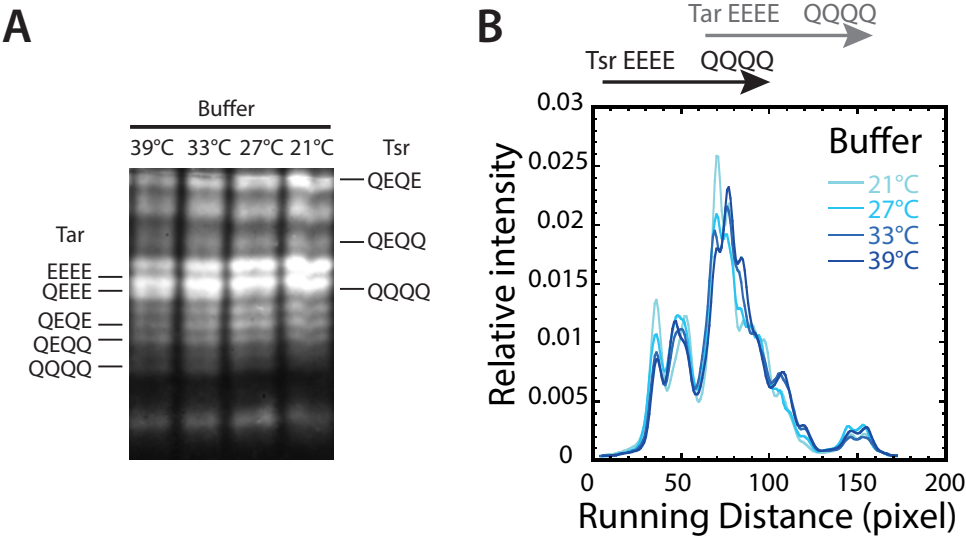 A
Buffer
39°C 33°C 27°C 21°C Tsr
QEQE
QEQQ
QQQQ
Tar
EEEE
QEEE
QEQE
QEQQ
QQQQ
B
Tar EEEE QQQQ
Tsr EEEE QQQQ
Buffer
21°C
27°C
33°C
39°C
Relative intensity
0.03
0.025
0.02
0.015
0.01
0.005
0
0 50 100 150 200
Running Distance (pixel)